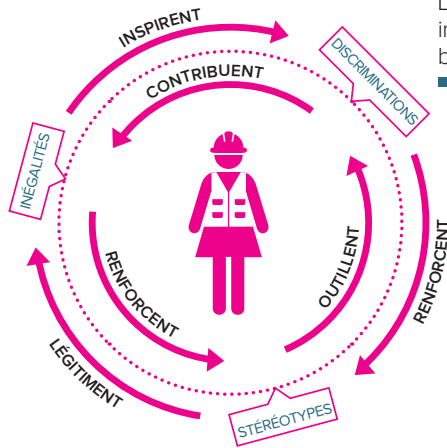 INSPIRENT
DISCRIMINATIONS
CONTRIBUENT
INÉGALITÉS
OUTILLENT
RENFORCENT
RENFORCENT
LÉGITIMENT
STÉRÉOTYPES